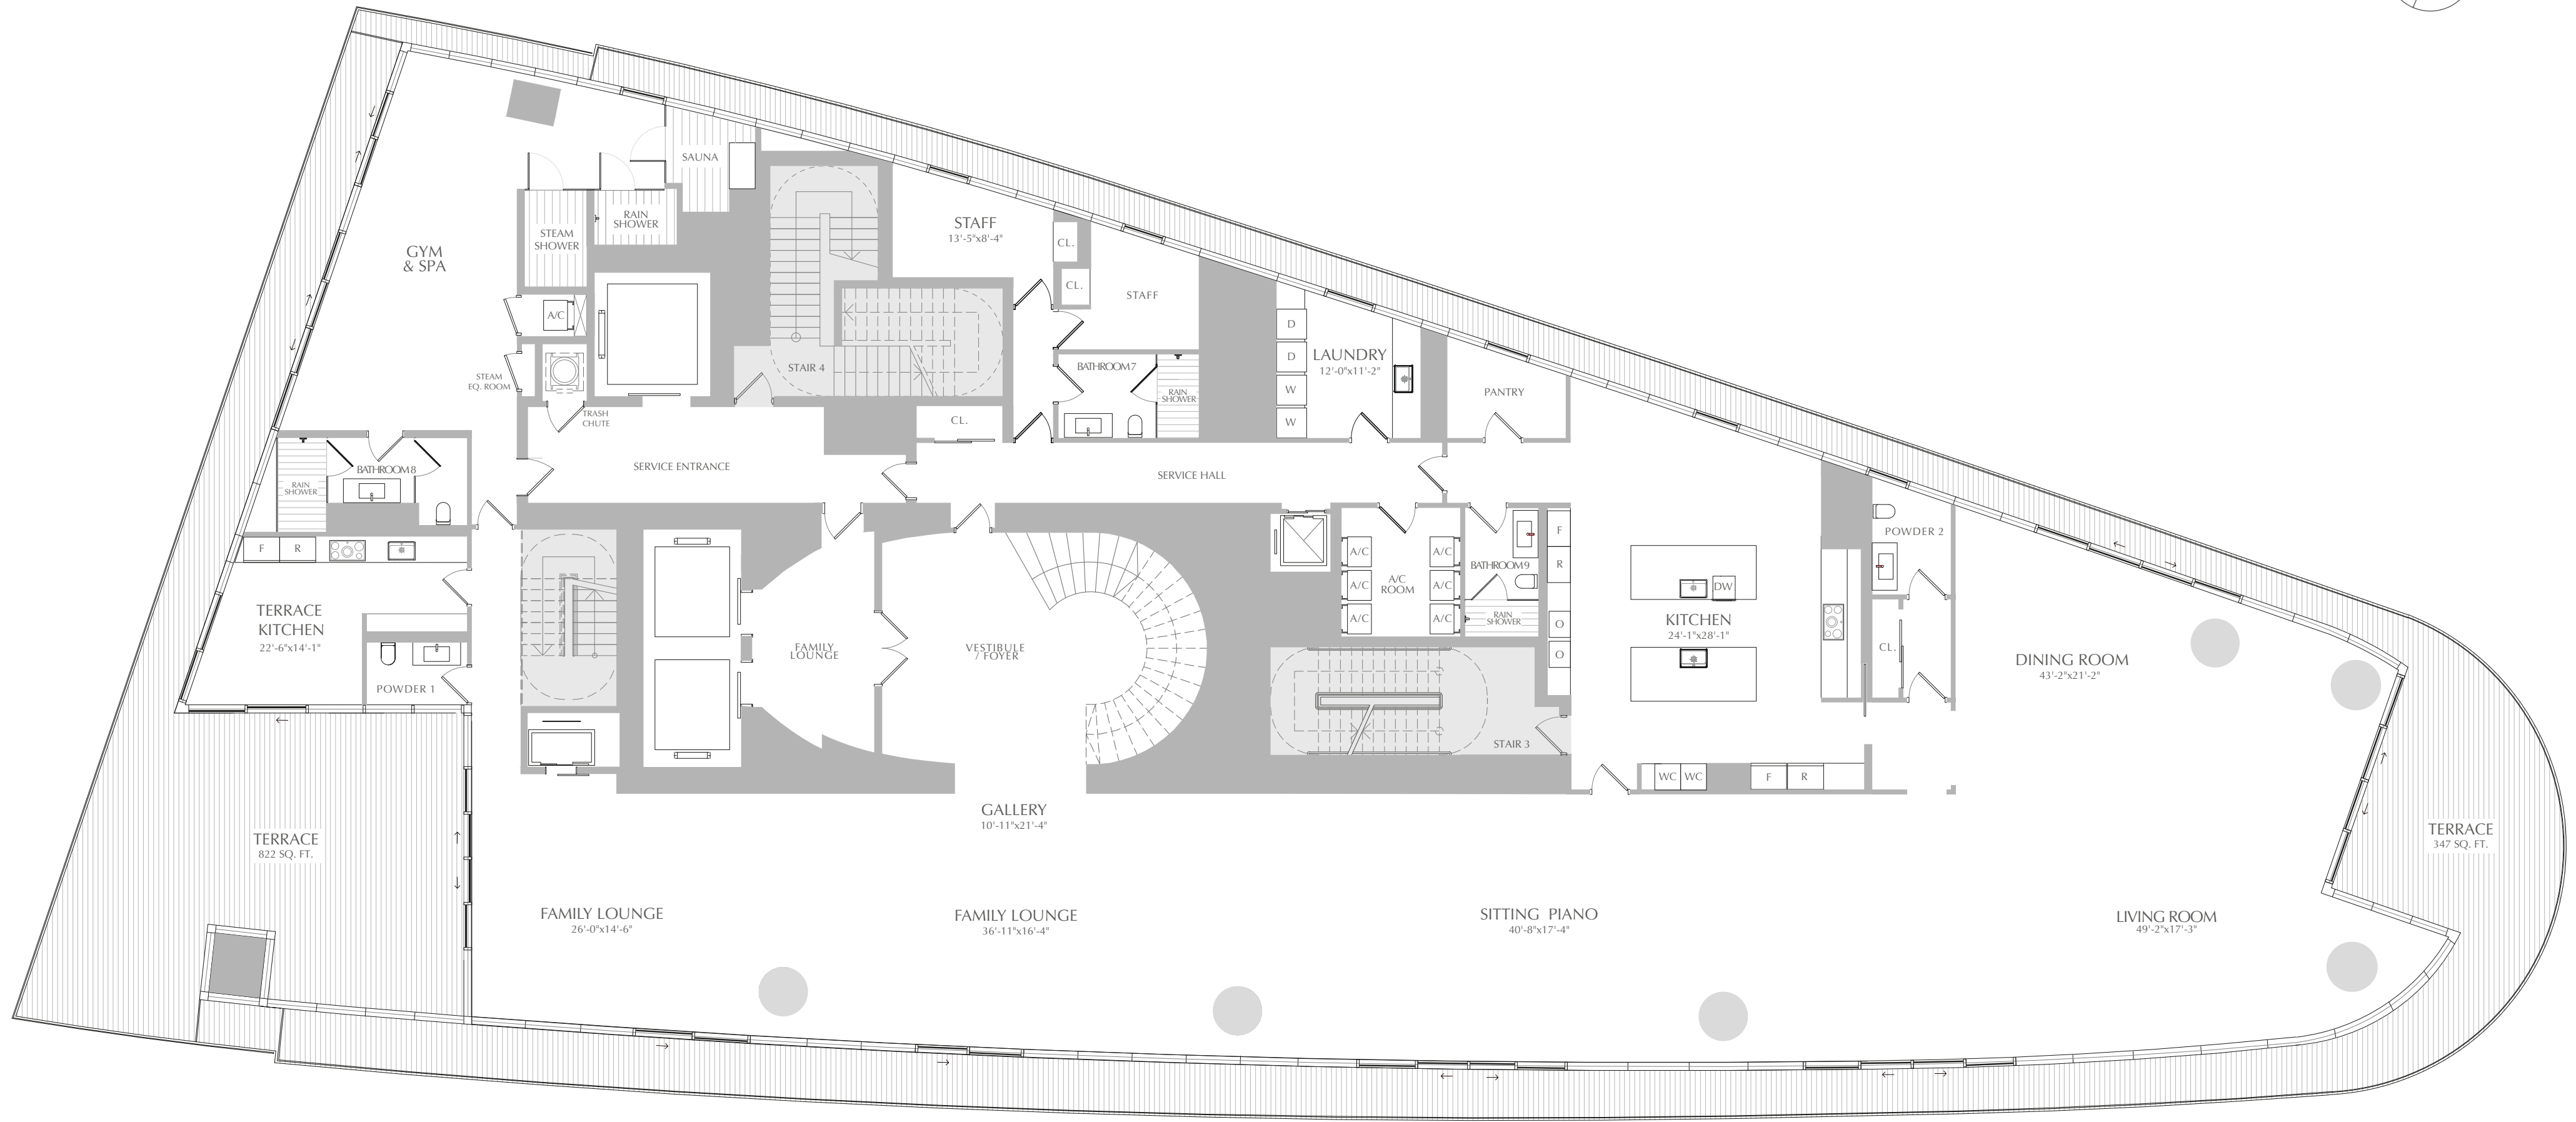 SAUNA
RAIN
SHOWER
STEAM
SHOWER
GYM
& SPA
A/C
STEAM
EQ. ROOM
TRASH
CHUTE
STAIR 4
STAFF
13'-5"x8'-4"
CL.
CL.
STAFF
BATHROOM 7
RAIN
SHOWER
CL.
D
D
W
W
LAUNDRY
12'-0"x11'-2"
PANTRY
SERVICE ENTRANCE
SERVICE HALL
BATHROOM 8
RAIN
SHOWER
F
R
TERRACE
KITCHEN
22'-6"x14'-1"
POWDER 1
FAMILY
LOUNGE
VESTIBULE
/ FOYER
A/C
A/C
A/C
A/C
A/C
A/C
A/C
ROOM
BATHROOM 9
RAIN
SHOWER
F
R
O
O
STAIR 3
DW
KITCHEN
24'-1"x28'-1"
WC
WC
F
R
POWDER 2
CL.
DINING ROOM
43'-2"x21'-2"
GALLERY
10'-11"x21'-4"
TERRACE
822 SQ. FT.
TERRACE
347 SQ. FT.
FAMILY LOUNGE
26'-0"x14'-6"
FAMILY LOUNGE
36'-11"x16'-4"
SITTING PIANO
40'-8"x17'-4"
LIVING ROOM
49'-2"x17'-3"